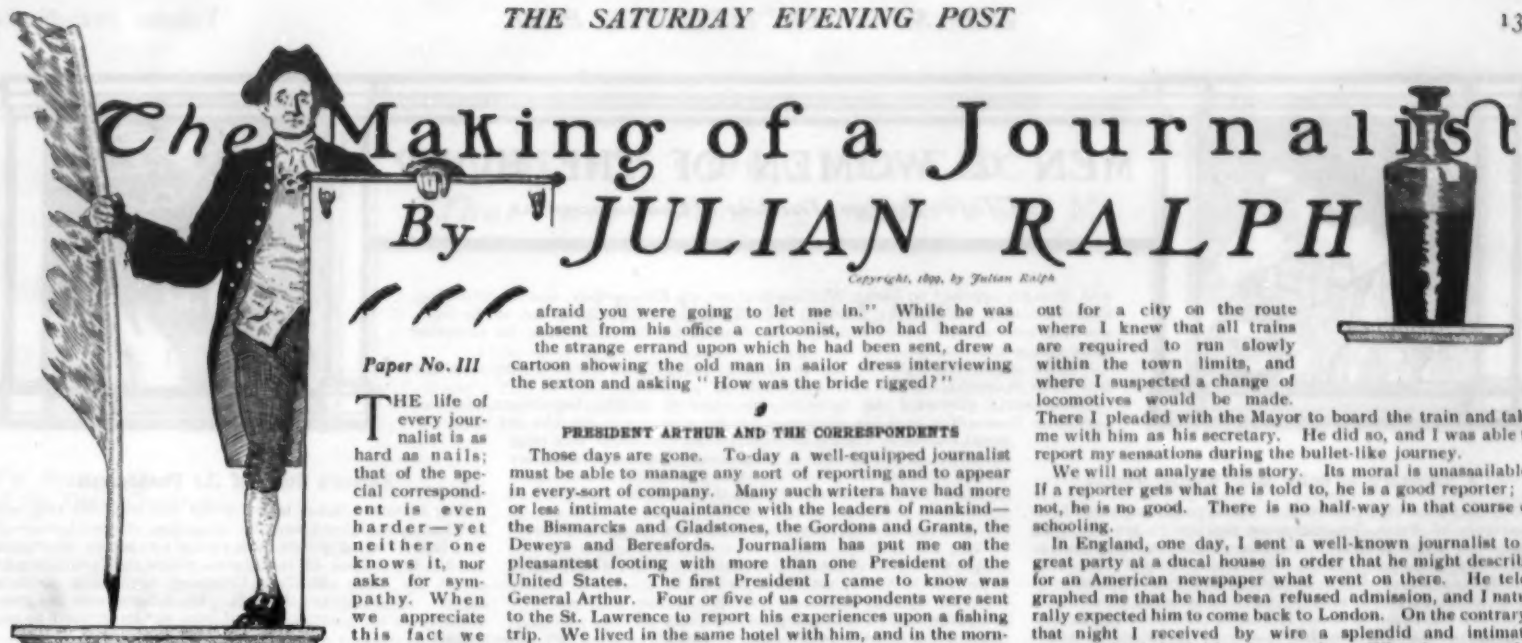 THE SATURDAY EVENING POST
13
The Making of a Journalist
By JULIAN RALPH
Copyright, 1899, by Julian Ralph
Paper No. III
THE life of
every jour-
nalist is as
hard as nails;
that of the spe-
cial correspond-
ent is even
harder—yet
neither one
knows it, nor
asks for sym-
pathy. When
we appreciate
this fact we
afraid you were going to let me in." While he was
absent from his office a cartoonist, who had heard of
the strange errand upon which he had been sent, drew a
cartoon showing the old man in sailor dress interviewing
the sexton and asking "How was the bride rigged?"
PRESIDENT ARTHUR AND THE CORRESPONDENTS
Those days are gone. To-day a well-equipped journalist
must be able to manage any sort of reporting and to appear
in every-sort of company. Many such writers have had more
or less intimate acquaintance with the leaders of mankind—
the Bismarcks and Gladstones, the Gordons and Grants, the
Deweys and Beresfords. Journalism has put me on the
pleasantest footing with more than one President of the
United States. The first President I came to know was
General Arthur. Four or five of us correspondents were sent
to the St. Lawrence to report his experiences upon a fishing
trip. We lived in the same hotel with him, and in the morn-
out for a city on the route
where I knew that all trains
are required to run slowly
within the town limits, and
where I suspected a change of
locomotives would be made.
There I pleaded with the Mayor to board the train and tak
me with him as his secretary. He did so, and I was able
report my sensations during the bullet-like journey.
We will not analyze this story. Its moral is unassailabl
If a reporter gets what he is told to, he is a good reporter;
not, he is no good. There is no half-way in that course
schooling.
In England, one day, I sent a well-known journalist to
great party at a ducal house in order that he might descri
for an American newspaper what went on there. He tele
graphed me that he had been refused admission, and I natu
rally expected him to come back to London. On the contrary
that night I received by wire a splendid and intima